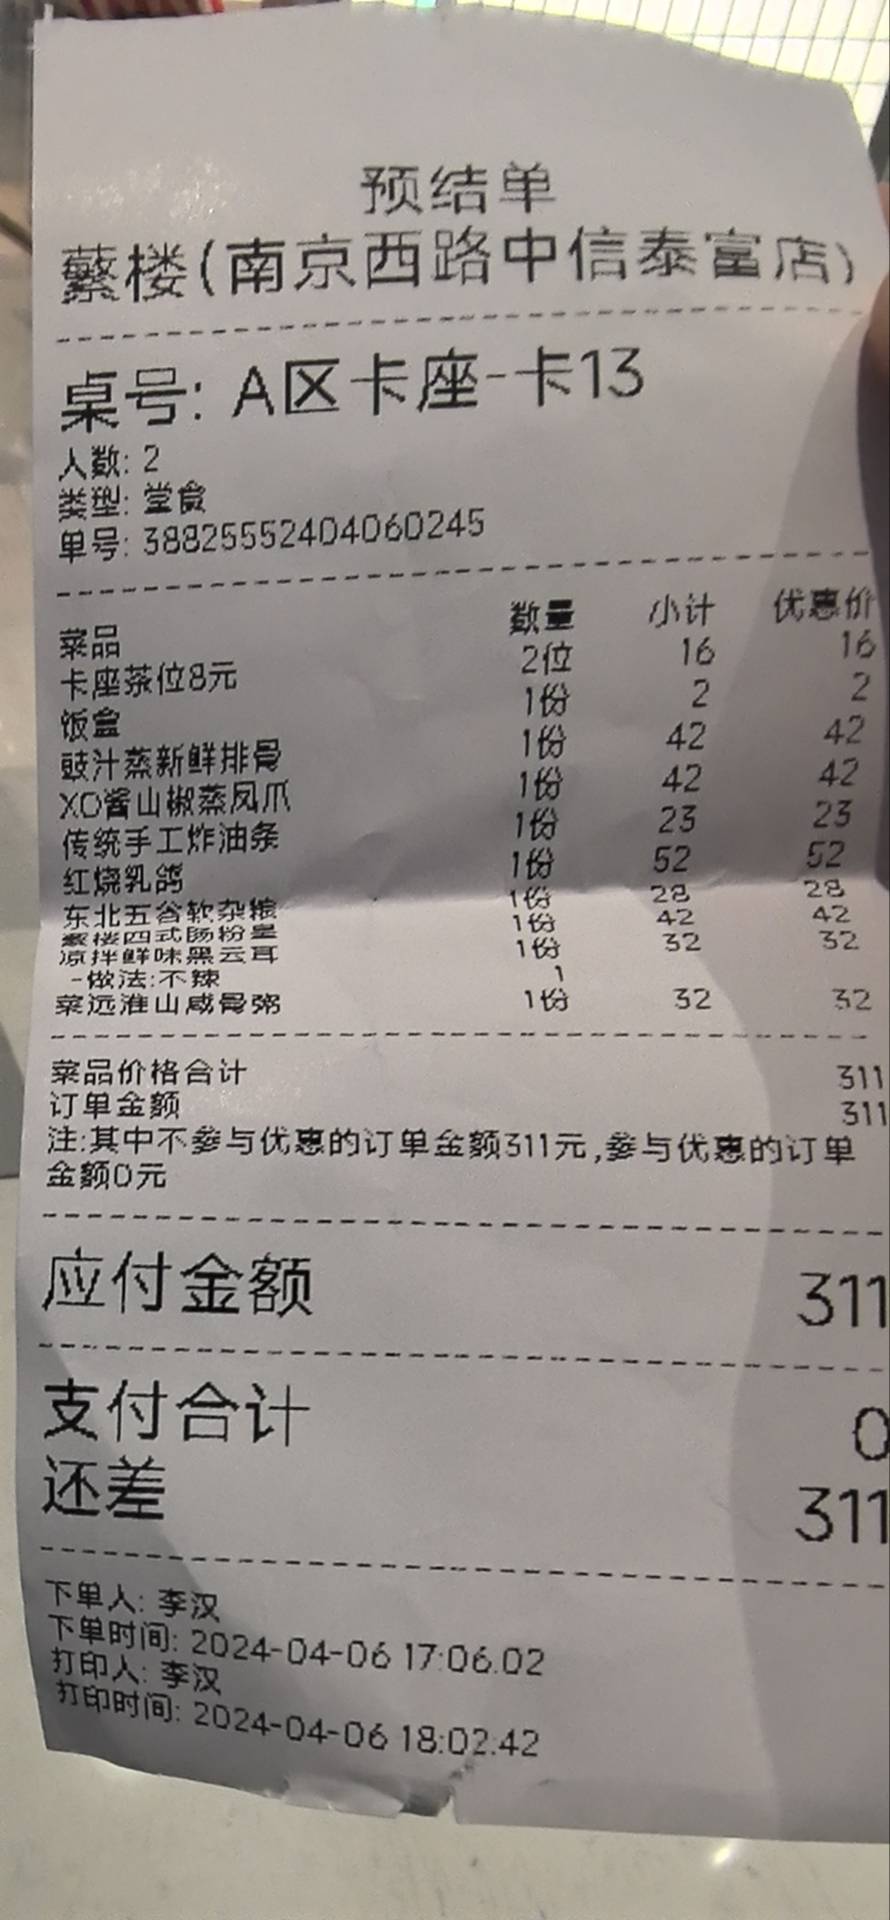 预结单
蘩楼(南京西路中信泰富店)
桌号: A区卡座-卡13
人数: 2
类型: 堂食
单号: 38825552404060245
菜品 数量 小计 优惠价
卡座茶位8元 2位 16 16
饭盒 1份 2 2
豉汁蒸新鲜排骨 1份 42 42
XO酱山椒蒸凤爪 1份 42 42
传统手工炸油条 1份 23 23
红烧乳鸽 1份 52 52
东北五谷软杂粮 1份 28 28
蘩楼四式肠粉皇 1份 42 42
凉拌鲜味黑云耳 1份 32 32
-做法:不辣 1
菜远淮山咸骨粥 1份 32 32
菜品价格合计 311
订单金额 311
注:其中不参与优惠的订单金额311元,参与优惠的订单
金额0元
应付金额 311
支付合计 0
还差 311
下单人: 李汉
下单时间: 2024-04-06 17:06:02
打印人: 李汉
打印时间: 2024-04-06 18:02:42